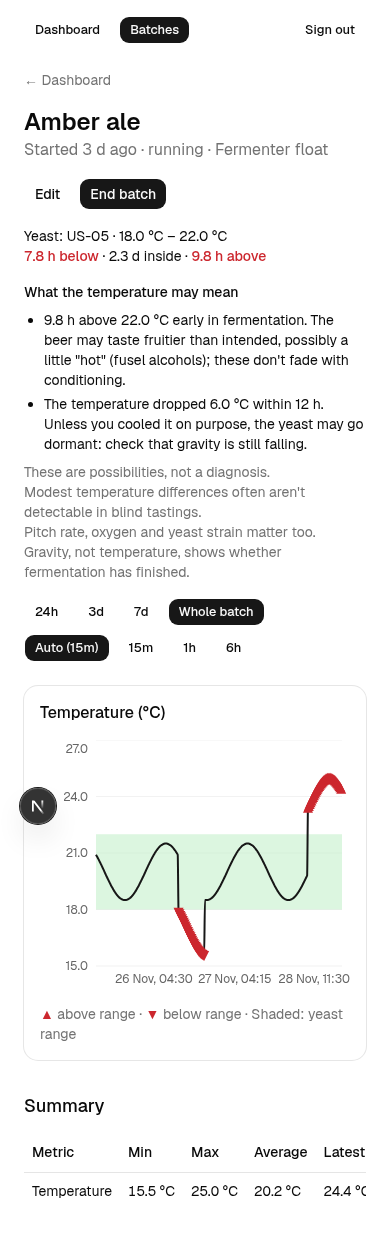 Dashboard Batches Sign out
← Dashboard
Amber ale
Started 3 d ago · running · Fermenter float
Edit End batch
Yeast: US-05 · 18.0 °C – 22.0 °C
7.8 h below · 2.3 d inside · 9.8 h above
What the temperature may mean
• 9.8 h above 22.0 °C early in fermentation. The
beer may taste fruitier than intended, possibly a
little "hot" (fusel alcohols); these don't fade with
conditioning.
• The temperature dropped 6.0 °C within 12 h.
Unless you cooled it on purpose, the yeast may go
dormant: check that gravity is still falling.
These are possibilities, not a diagnosis.
Modest temperature differences often aren't
detectable in blind tastings.
Pitch rate, oxygen and yeast strain matter too.
Gravity, not temperature, shows whether
fermentation has finished.
24h 3d 7d Whole batch
Auto (15m) 15m 1h 6h
Temperature (°C)
27.0
N
24.0
21.0
18.0
15.0
26 Nov, 04:30 27 Nov, 04:15 28 Nov, 11:30
▲ above range · ▼ below range · Shaded: yeast
range
Summary
Metric Min Max Average Latest
Temperature 15.5 °C 25.0 °C 20.2 °C 24.4 °C